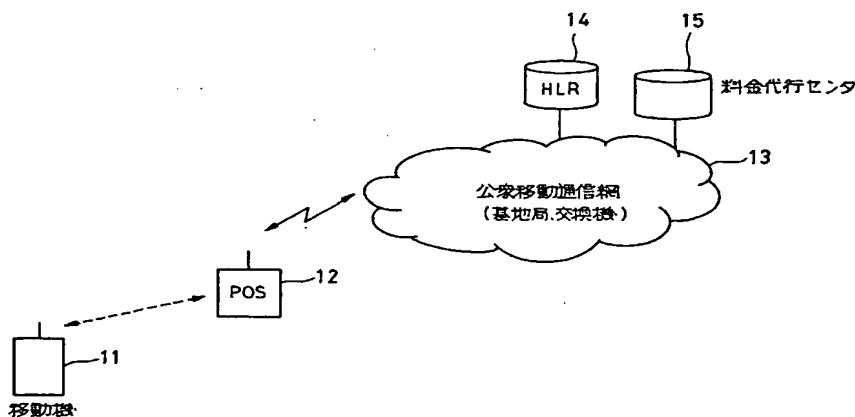 14
15
HLR
料金代行センタ
13
公衆移動通信網
(基地局、交換機)
12
POS
11
移動機